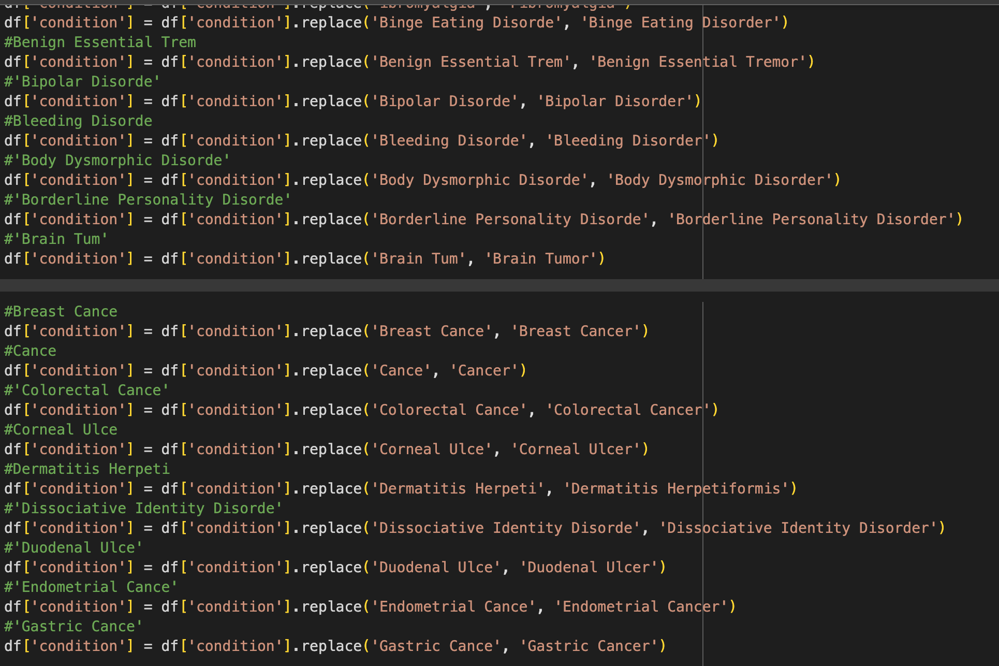 df['condition'] = df['condition'].replace('ibromyalgia', 'Fibromyalgia')
df['condition'] = df['condition'].replace('Binge Eating Disorde', 'Binge Eating Disorder')
#Benign Essential Trem
df['condition'] = df['condition'].replace('Benign Essential Trem', 'Benign Essential Tremor')
#'Bipolar Disorde'
df['condition'] = df['condition'].replace('Bipolar Disorde', 'Bipolar Disorder')
#Bleeding Disorde
df['condition'] = df['condition'].replace('Bleeding Disorde', 'Bleeding Disorder')
#'Body Dysmorphic Disorde'
df['condition'] = df['condition'].replace('Body Dysmorphic Disorde', 'Body Dysmorphic Disorder')
#'Borderline Personality Disorde'
df['condition'] = df['condition'].replace('Borderline Personality Disorde', 'Borderline Personality Disorder')
#'Brain Tum'
df['condition'] = df['condition'].replace('Brain Tum', 'Brain Tumor')
#Breast Cance
df['condition'] = df['condition'].replace('Breast Cance', 'Breast Cancer')
#Cance
df['condition'] = df['condition'].replace('Cance', 'Cancer')
#'Colorectal Cance'
df['condition'] = df['condition'].replace('Colorectal Cance', 'Colorectal Cancer')
#Corneal Ulce
df['condition'] = df['condition'].replace('Corneal Ulce', 'Corneal Ulcer')
#Dermatitis Herpeti
df['condition'] = df['condition'].replace('Dermatitis Herpeti', 'Dermatitis Herpetiformis')
#'Dissociative Identity Disorde'
df['condition'] = df['condition'].replace('Dissociative Identity Disorde', 'Dissociative Identity Disorder')
#'Duodenal Ulce'
df['condition'] = df['condition'].replace('Duodenal Ulce', 'Duodenal Ulcer')
#'Endometrial Cance'
df['condition'] = df['condition'].replace('Endometrial Cance', 'Endometrial Cancer')
#'Gastric Cance'
df['condition'] = df['condition'].replace('Gastric Cance', 'Gastric Cancer')